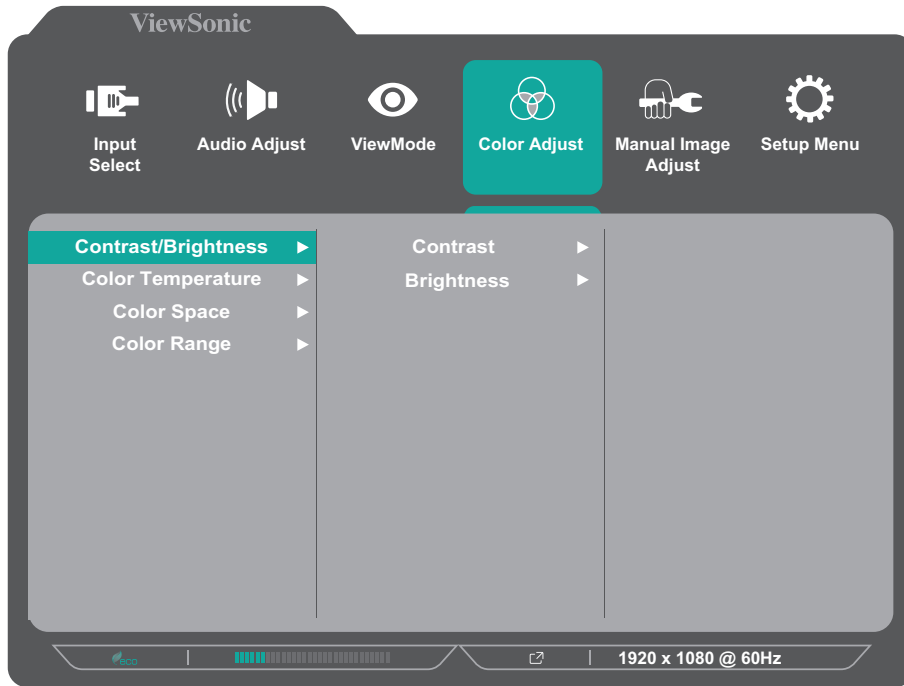 ViewSonic
Input Select
Audio Adjust
ViewMode
Color Adjust
Manual Image Adjust
Setup Menu
Contrast/Brightness
Contrast
Color Temperature
Brightness
Color Space
Color Range
eco
1920 x 1080 @ 60Hz